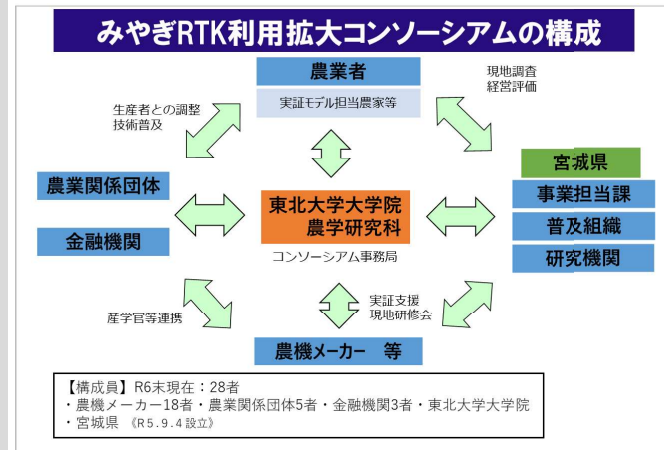 みやぎRTK利用拡大コンソーシアムの構成
農業者
実証モデル担当農家等
現地調査
経営評価
生産者との調整
技術普及
農業関係団体
金融機関
東北大学大学院
農学研究科
コンソーシアム事務局
宮城県
事業担当課
普及組織
研究機関
産学官等連携
実証支援
現地研修会
農機メーカー 等
【構成員】R6末現在：28者
・農機メーカー18者・農業関係団体5者・金融機関3者・東北大学大学院
・宮城県 《R5.9.4設立》